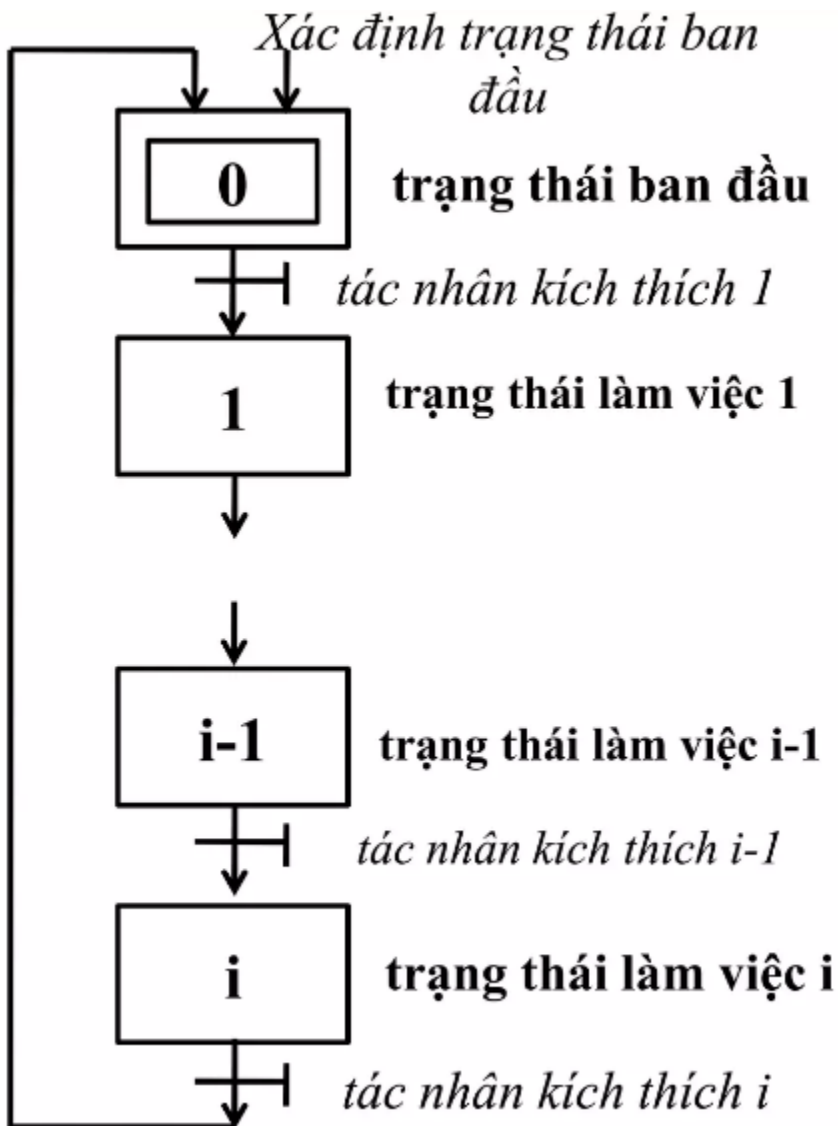 Xác định trạng thái ban
đầu
0
trạng thái ban đầu
tác nhân kích thích 1
1
trạng thái làm việc 1
i-1
trạng thái làm việc i-1
tác nhân kích thích i-1
i
trạng thái làm việc i
tác nhân kích thích i